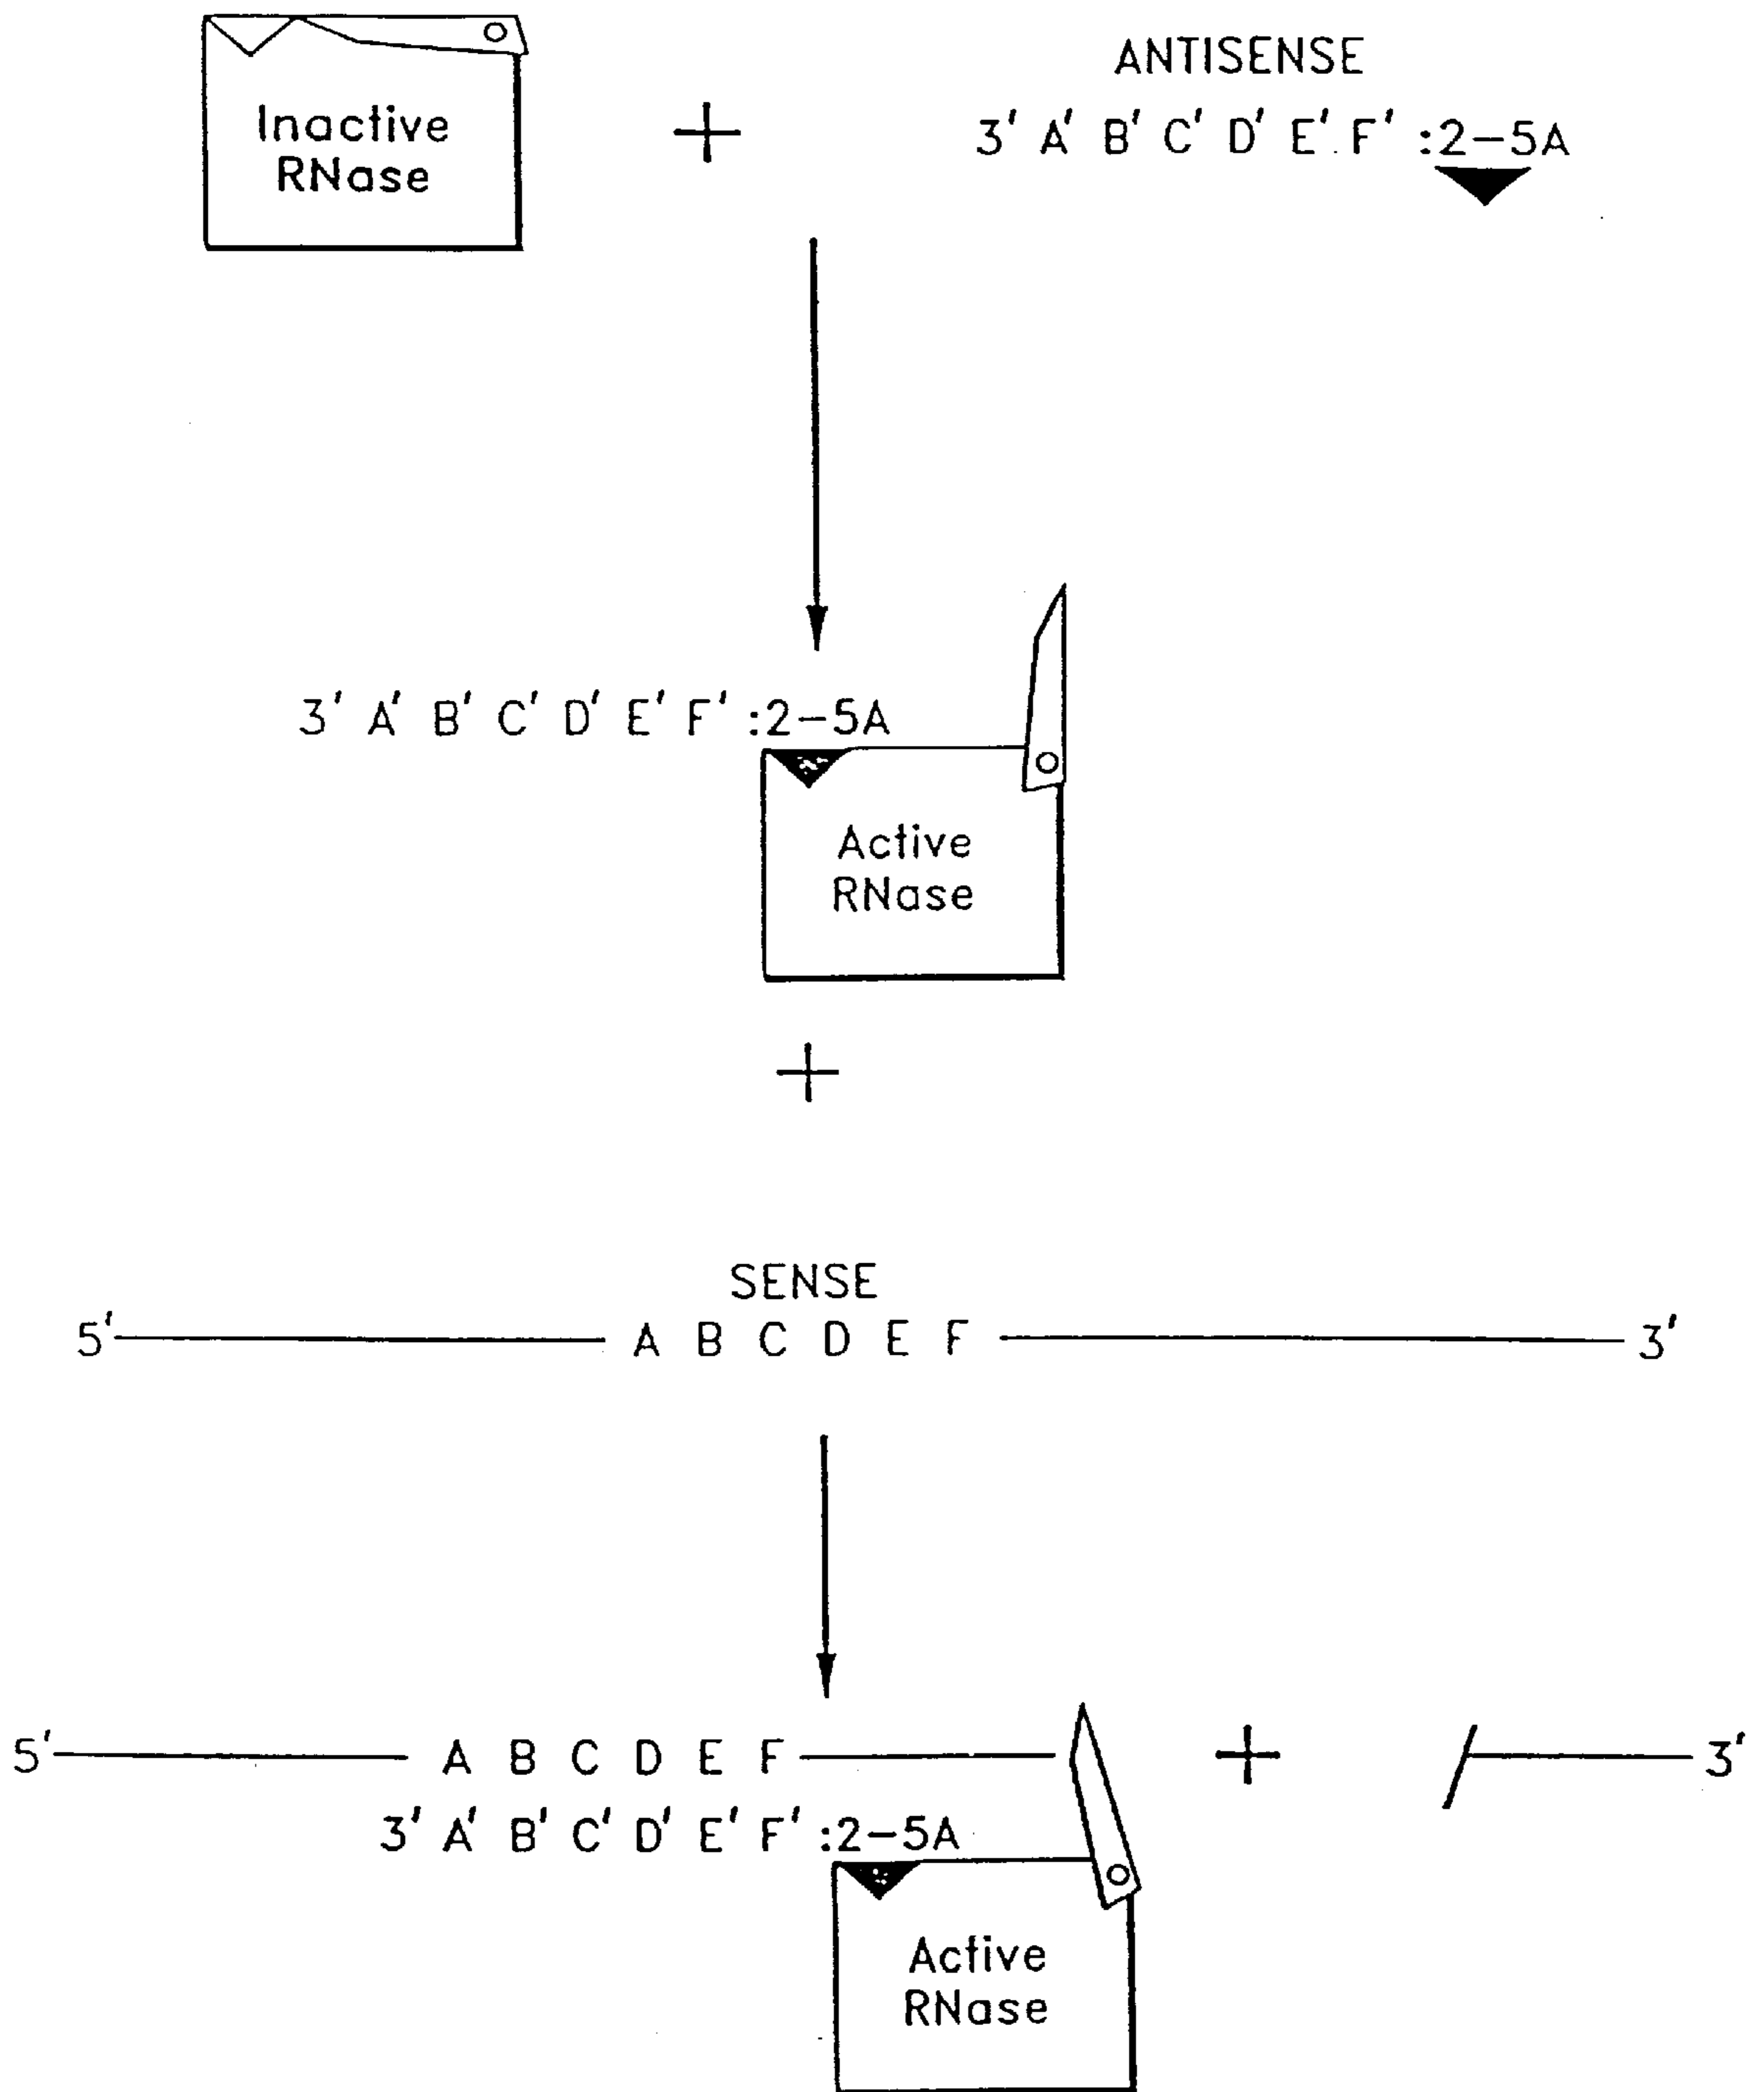 Inactive
RNase
+
ANTISENSE
3' A' B' C' D' E' F' :2-5A
3' A' B' C' D' E' F' :2-5A
Active
RNase
+
SENSE
5' A B C D E F 3'
5' A B C D E F + 3'
3' A' B' C' D' E' F' :2-5A
Active
RNase